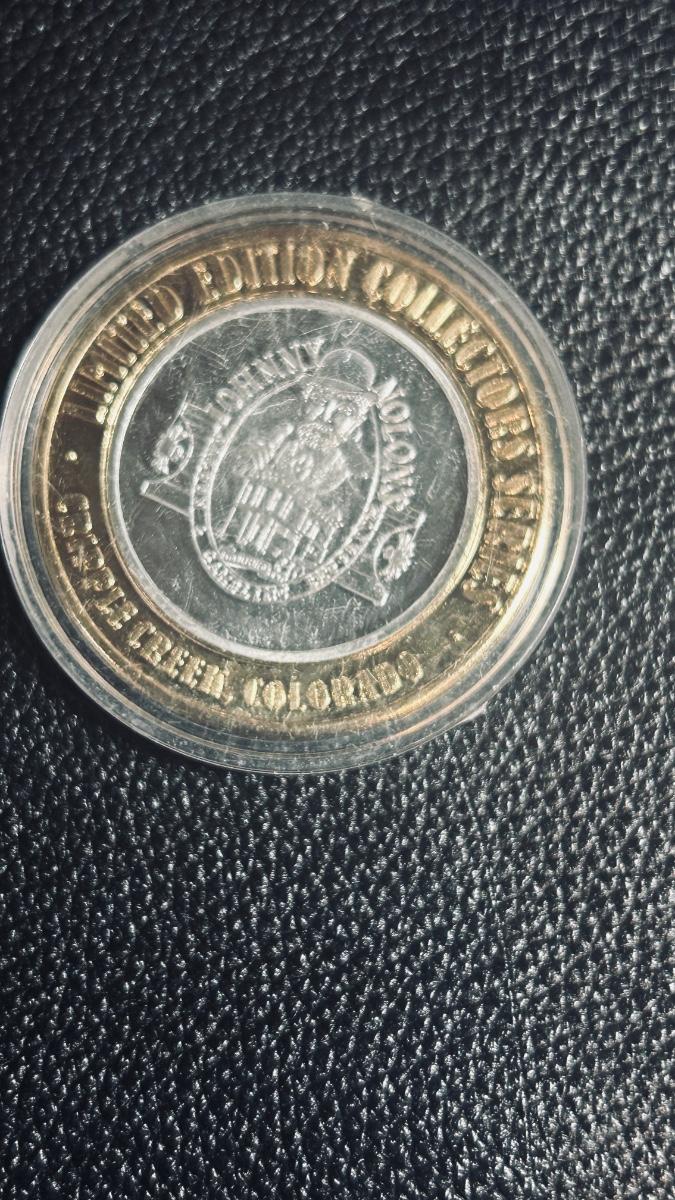 LIMITED EDITION COLLECTORS SERIES
JOHNNY NOLON'S
CRIPPLE CREEK, COLORADO